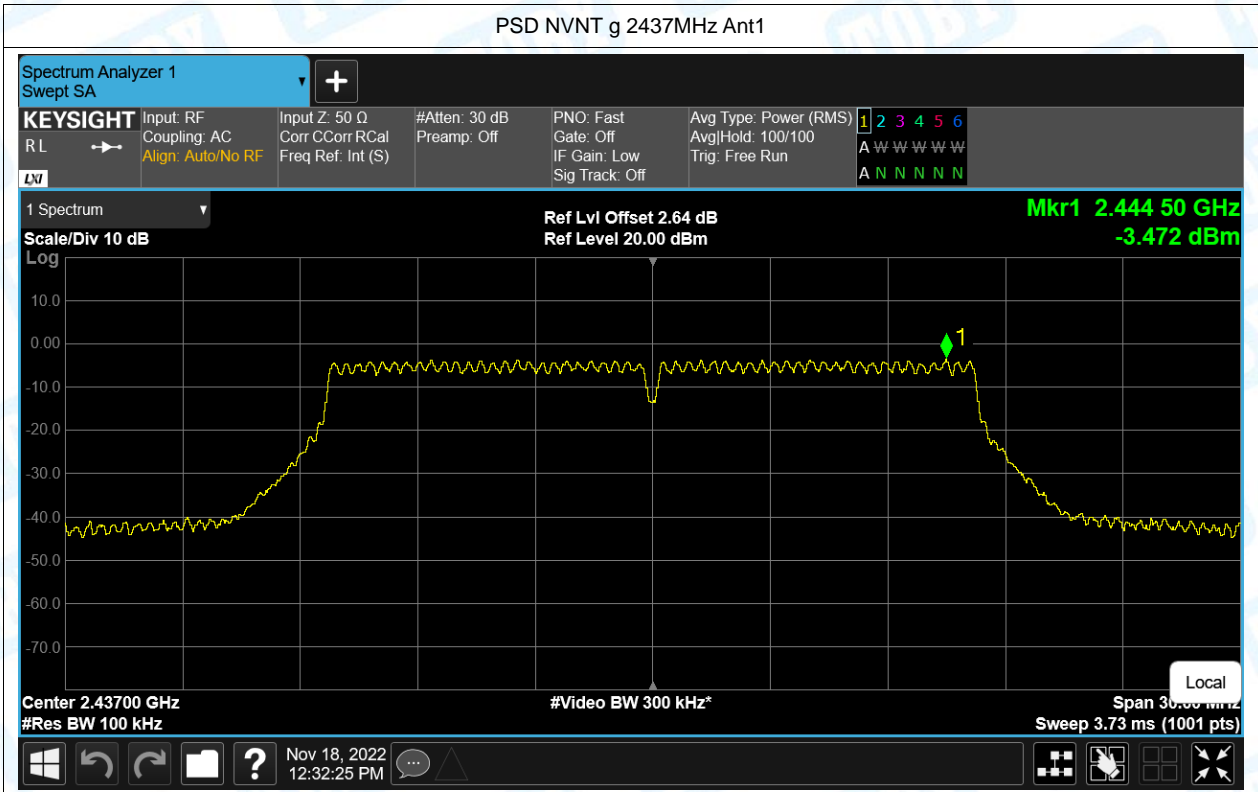 PSD NVNT g 2437MHz Ant1
Spectrum Analyzer 1
Swept SA
KEYSIGHT
R L
LXI
Input: RF
Coupling: AC
Align: Auto/No RF
Input Z: 50 Ω
Corr CCorr RCal
Freq Ref: Int (S)
#Atten: 30 dB
Preamp: Off
PNO: Fast
Gate: Off
IF Gain: Low
Sig Track: Off
Avg Type: Power (RMS)
Avg|Hold: 100/100
Trig: Free Run
1 2 3 4 5 6
A W W W W W
A N N N N N
1 Spectrum
Scale/Div 10 dB
Ref Lvl Offset 2.64 dB
Ref Level 20.00 dBm
Mkr1 2.444 50 GHz
-3.472 dBm
Log
10.0
0.00
-10.0
-20.0
-30.0
-40.0
-50.0
-60.0
-70.0
1
Local
Center 2.43700 GHz
#Res BW 100 kHz
#Video BW 300 kHz*
Span 30.00 MHz
Sweep 3.73 ms (1001 pts)
?
Nov 18, 2022
12:32:25 PM